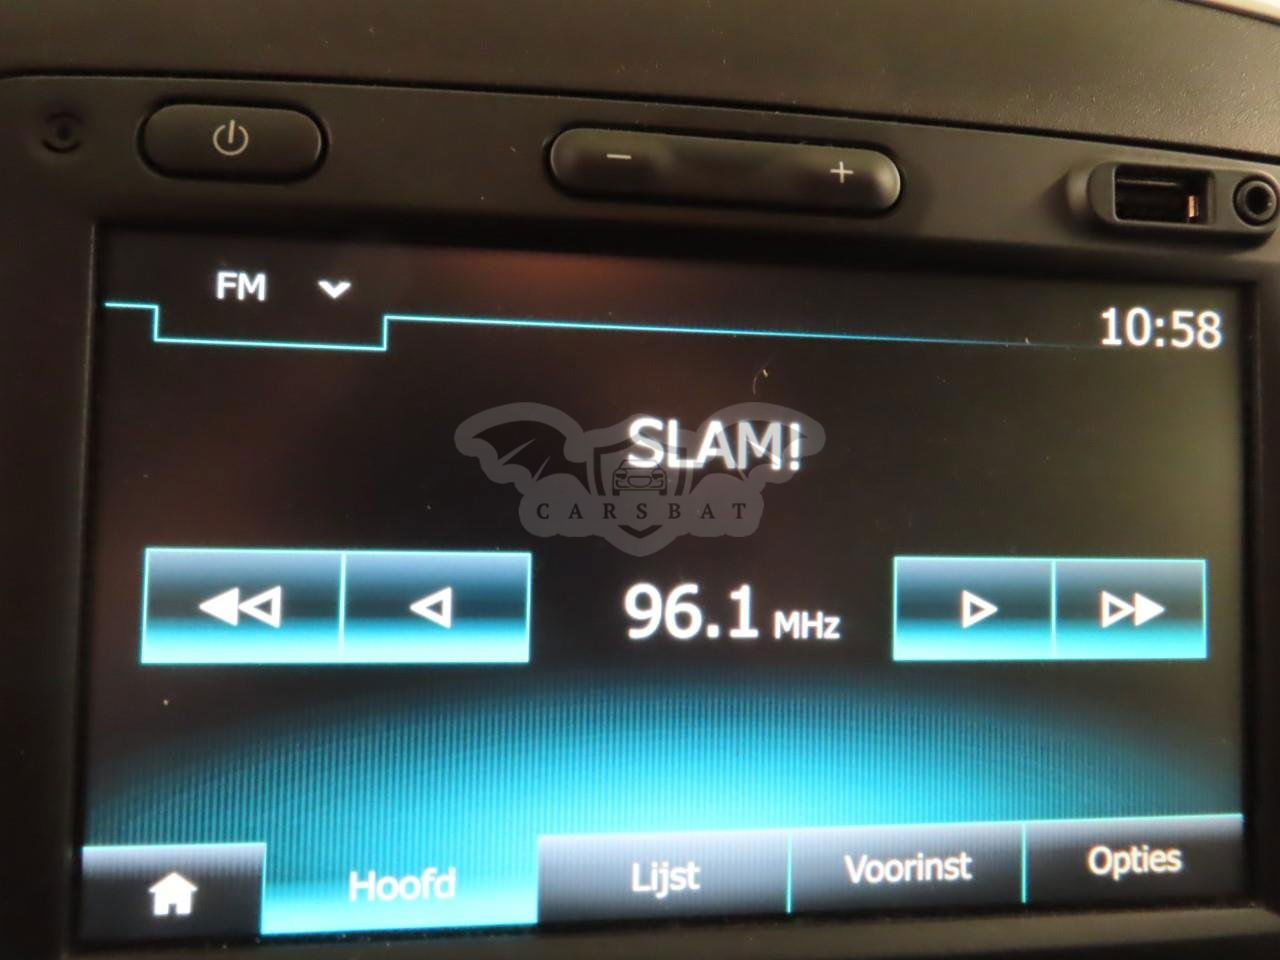 FM
10:58
SLAM!
CARSBAT
96.1 MHz
Hoofd
Lijst
Voorinst
Opties